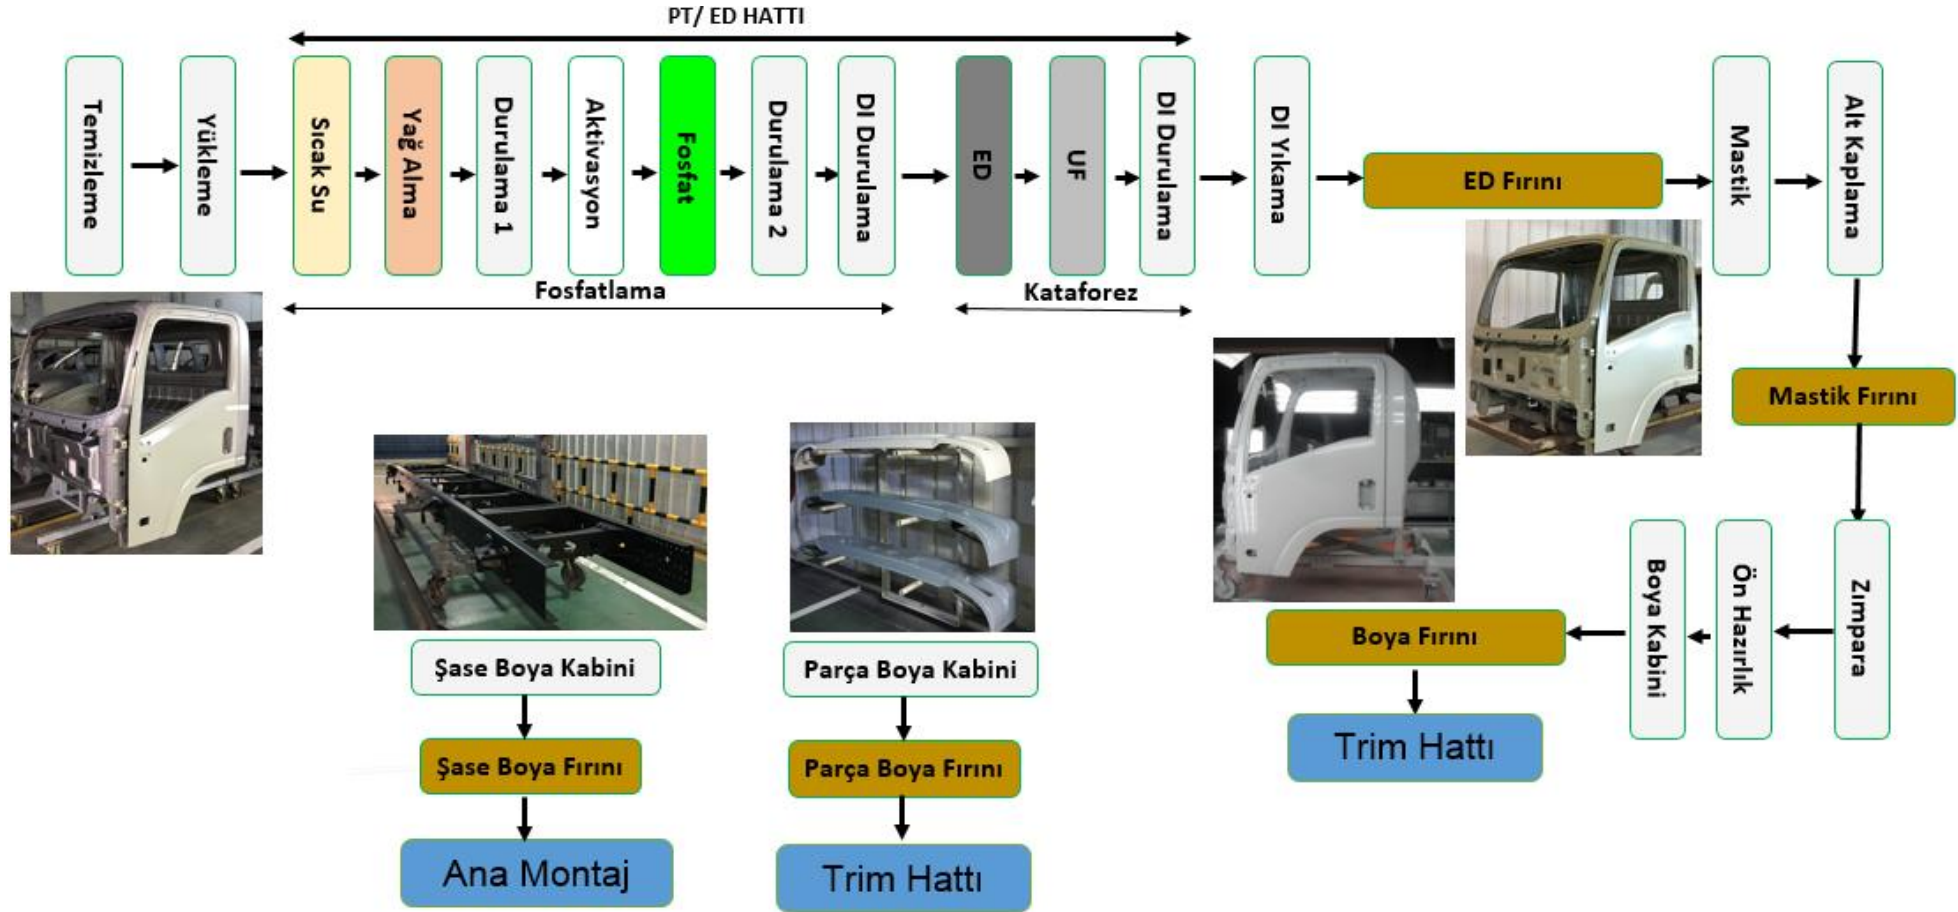 PT/ ED HATTI
Temizleme
Yükleme
Sıcak Su
Yağ Alma
Durulama 1
Aktivasyon
Fosfat
Durulama 2
DI Durulama
ED
UF
DI Durulama
DI Yıkama
ED Fırını
Mastik
Alt Kaplama
Fosfatlama
Kataforez
Mastik Fırını
Zımpara
Ön Hazırlık
Boya Kabini
Boya Fırını
Trim Hattı
Şase Boya Kabini
Şase Boya Fırını
Ana Montaj
Parça Boya Kabini
Parça Boya Fırını
Trim Hattı